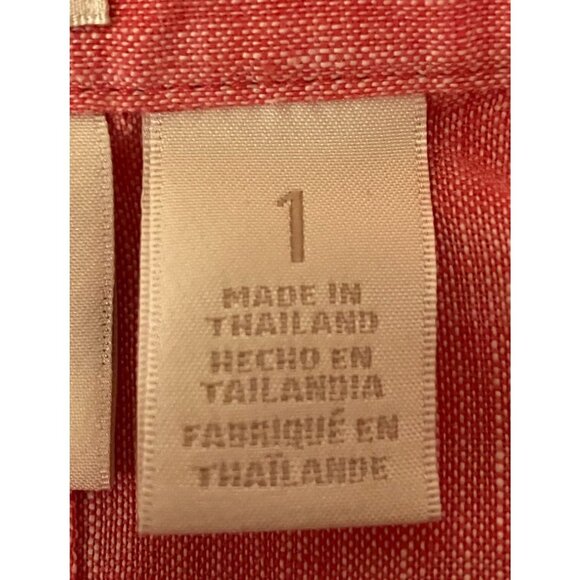 1
MADE IN
THAILAND
HECHO EN
TAILANDIA
FABRIQUÉ EN
THAÏLANDE